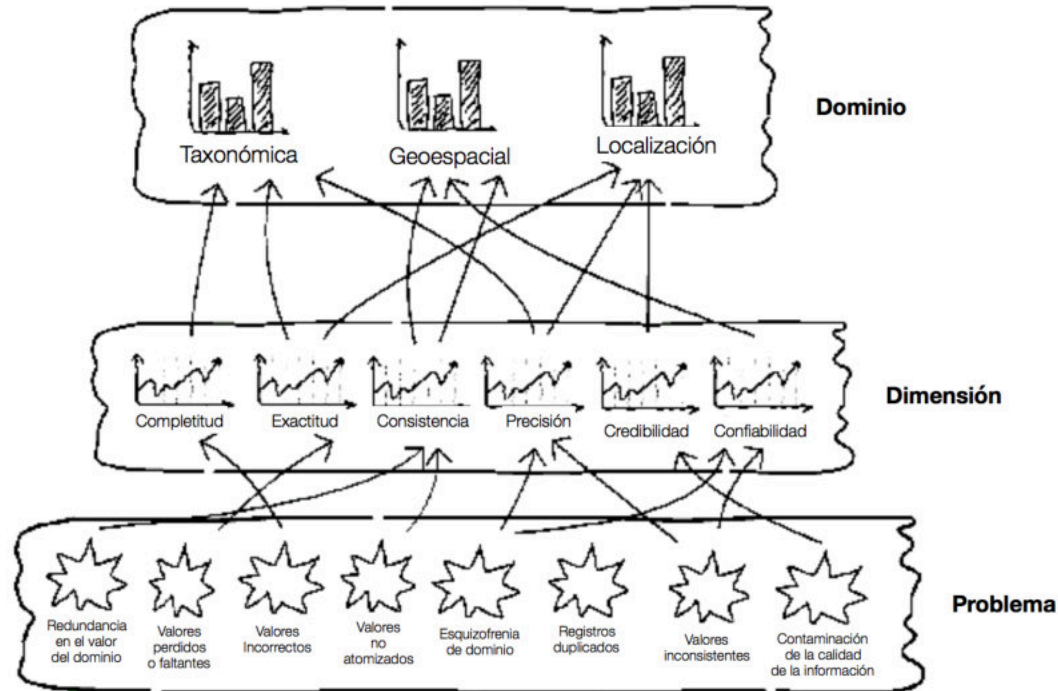 Dominio
Taxonómica
Geoespacial
Localización
Dimensión
Completitud
Exactitud
Consistencia
Precisión
Credibilidad
Confiabilidad
Problema
Redundancia
en el valor
del dominio
Valores
perdidos
o faltantes
Valores
Incorrectos
Valores
no
atomizados
Esquizofrenia
de dominio
Registros
duplicados
Valores
inconsistentes
Contaminación
de la calidad
de la información